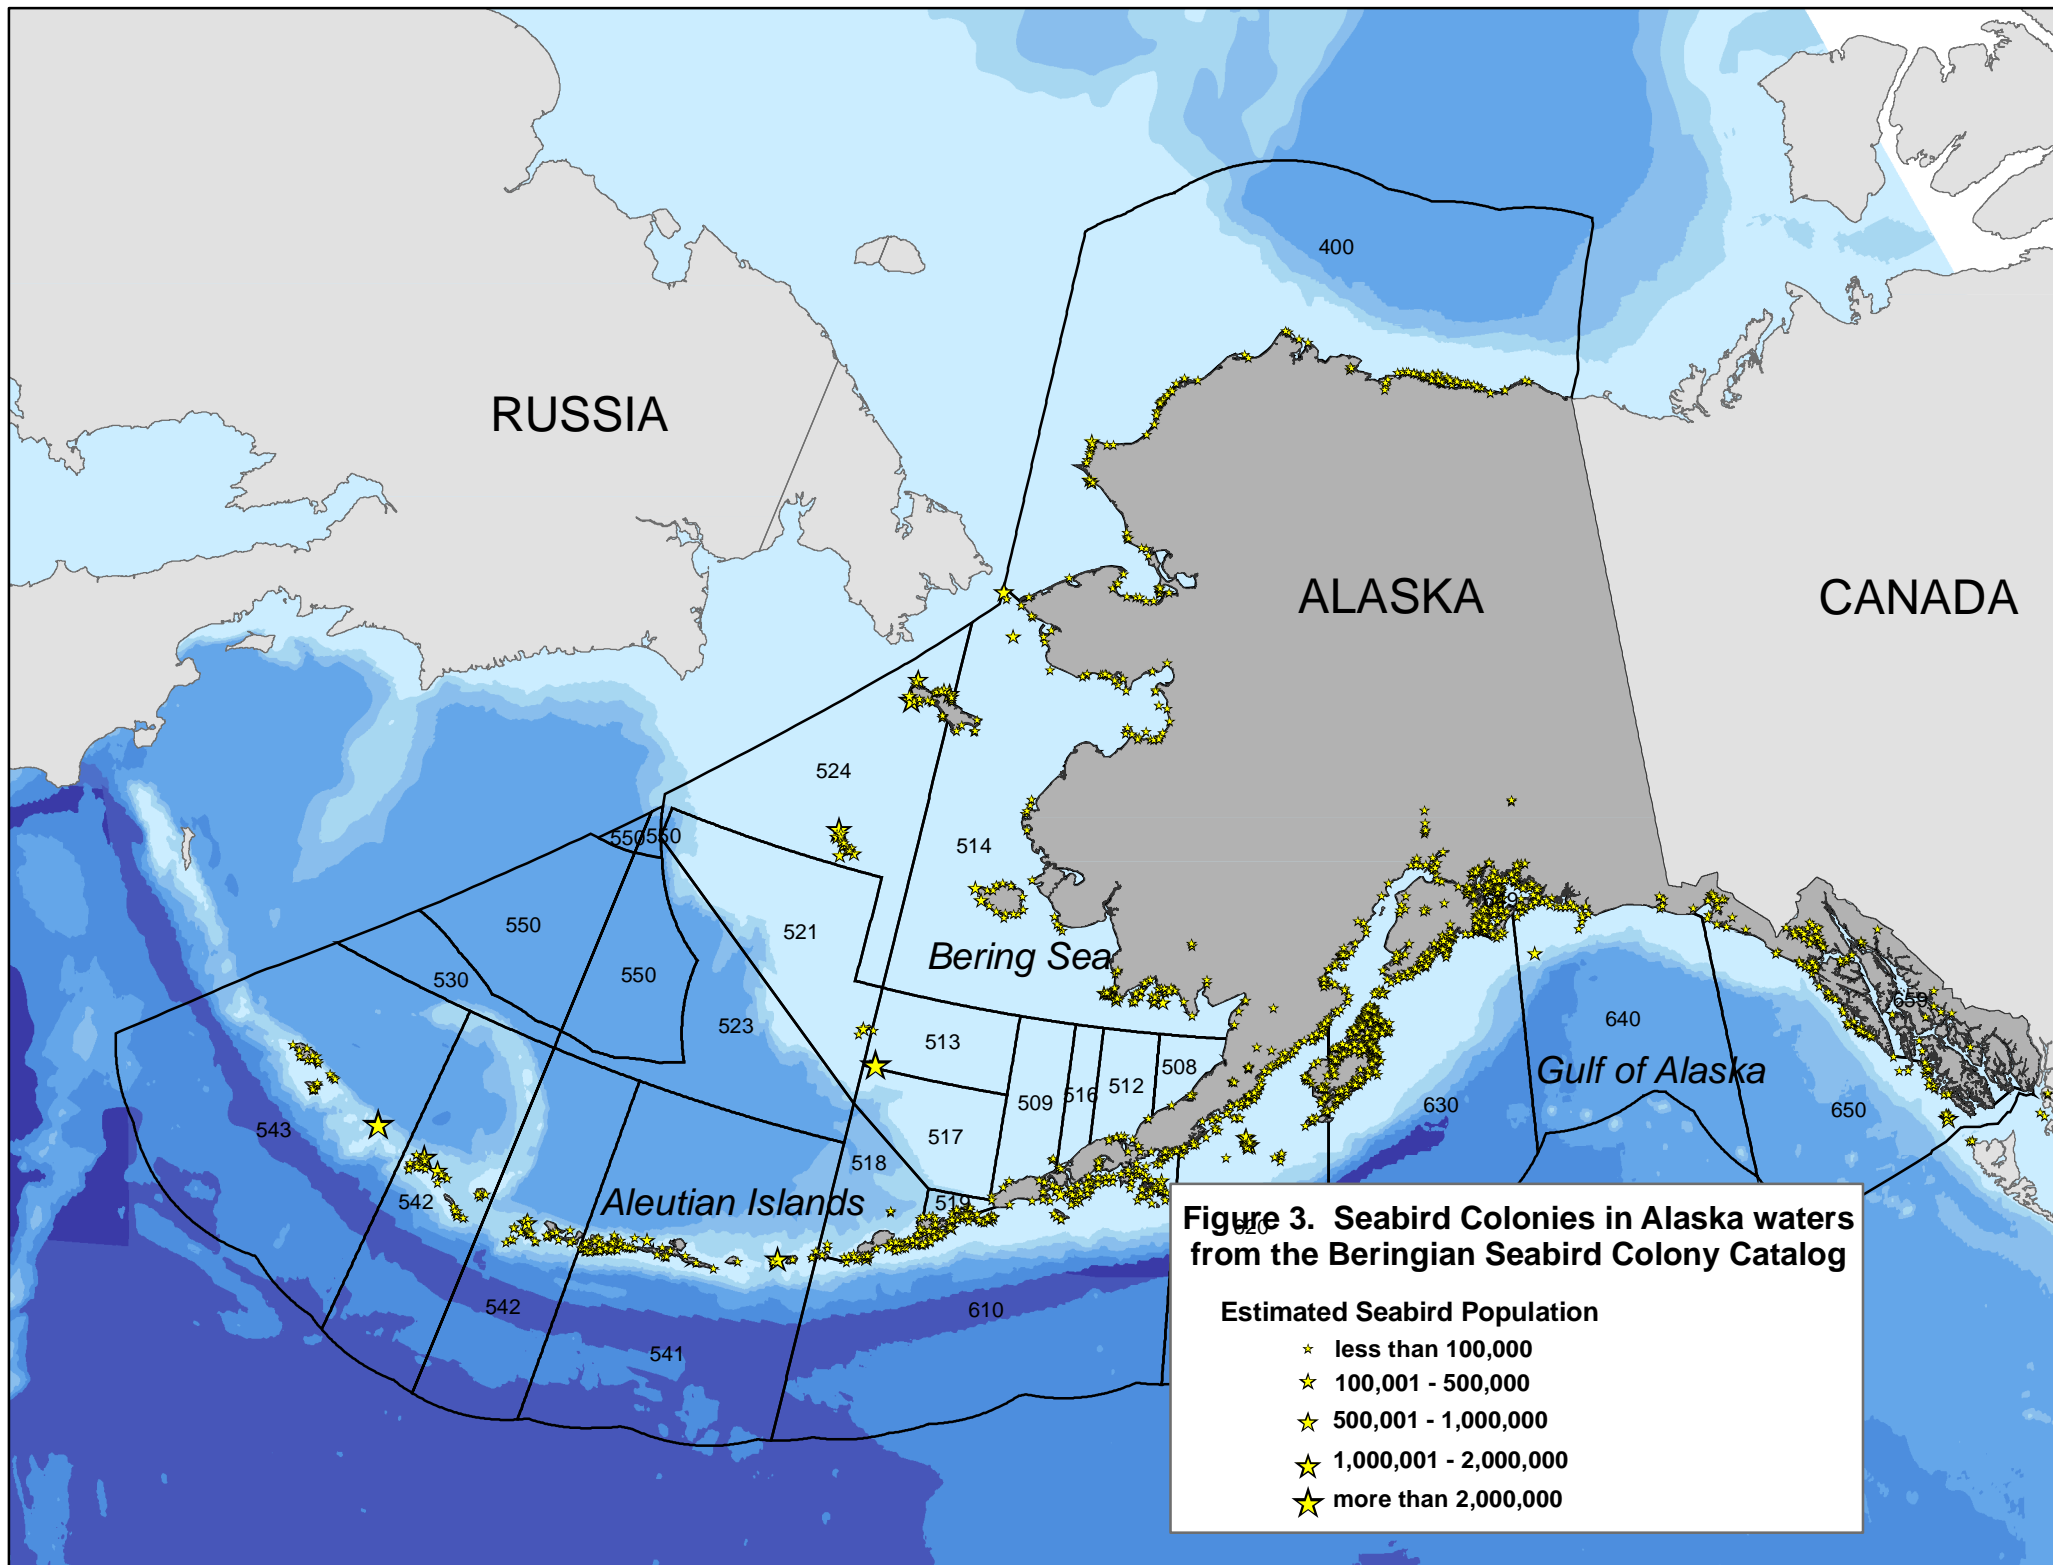 400
RUSSIA
ALASKA
CANADA
524
550
550
514
649
521
550
Bering Sea
530
550
659
640
523
513
508
Gulf of Alaska
512
516
509
630
650
543
517
518
542
Aleutian Islands
519
620
542
610
541
Figure 3. Seabird Colonies in Alaska waters
from the Beringian Seabird Colony Catalog
Estimated Seabird Population
less than 100,000
100,001 - 500,000
500,001 - 1,000,000
1,000,001 - 2,000,000
more than 2,000,000